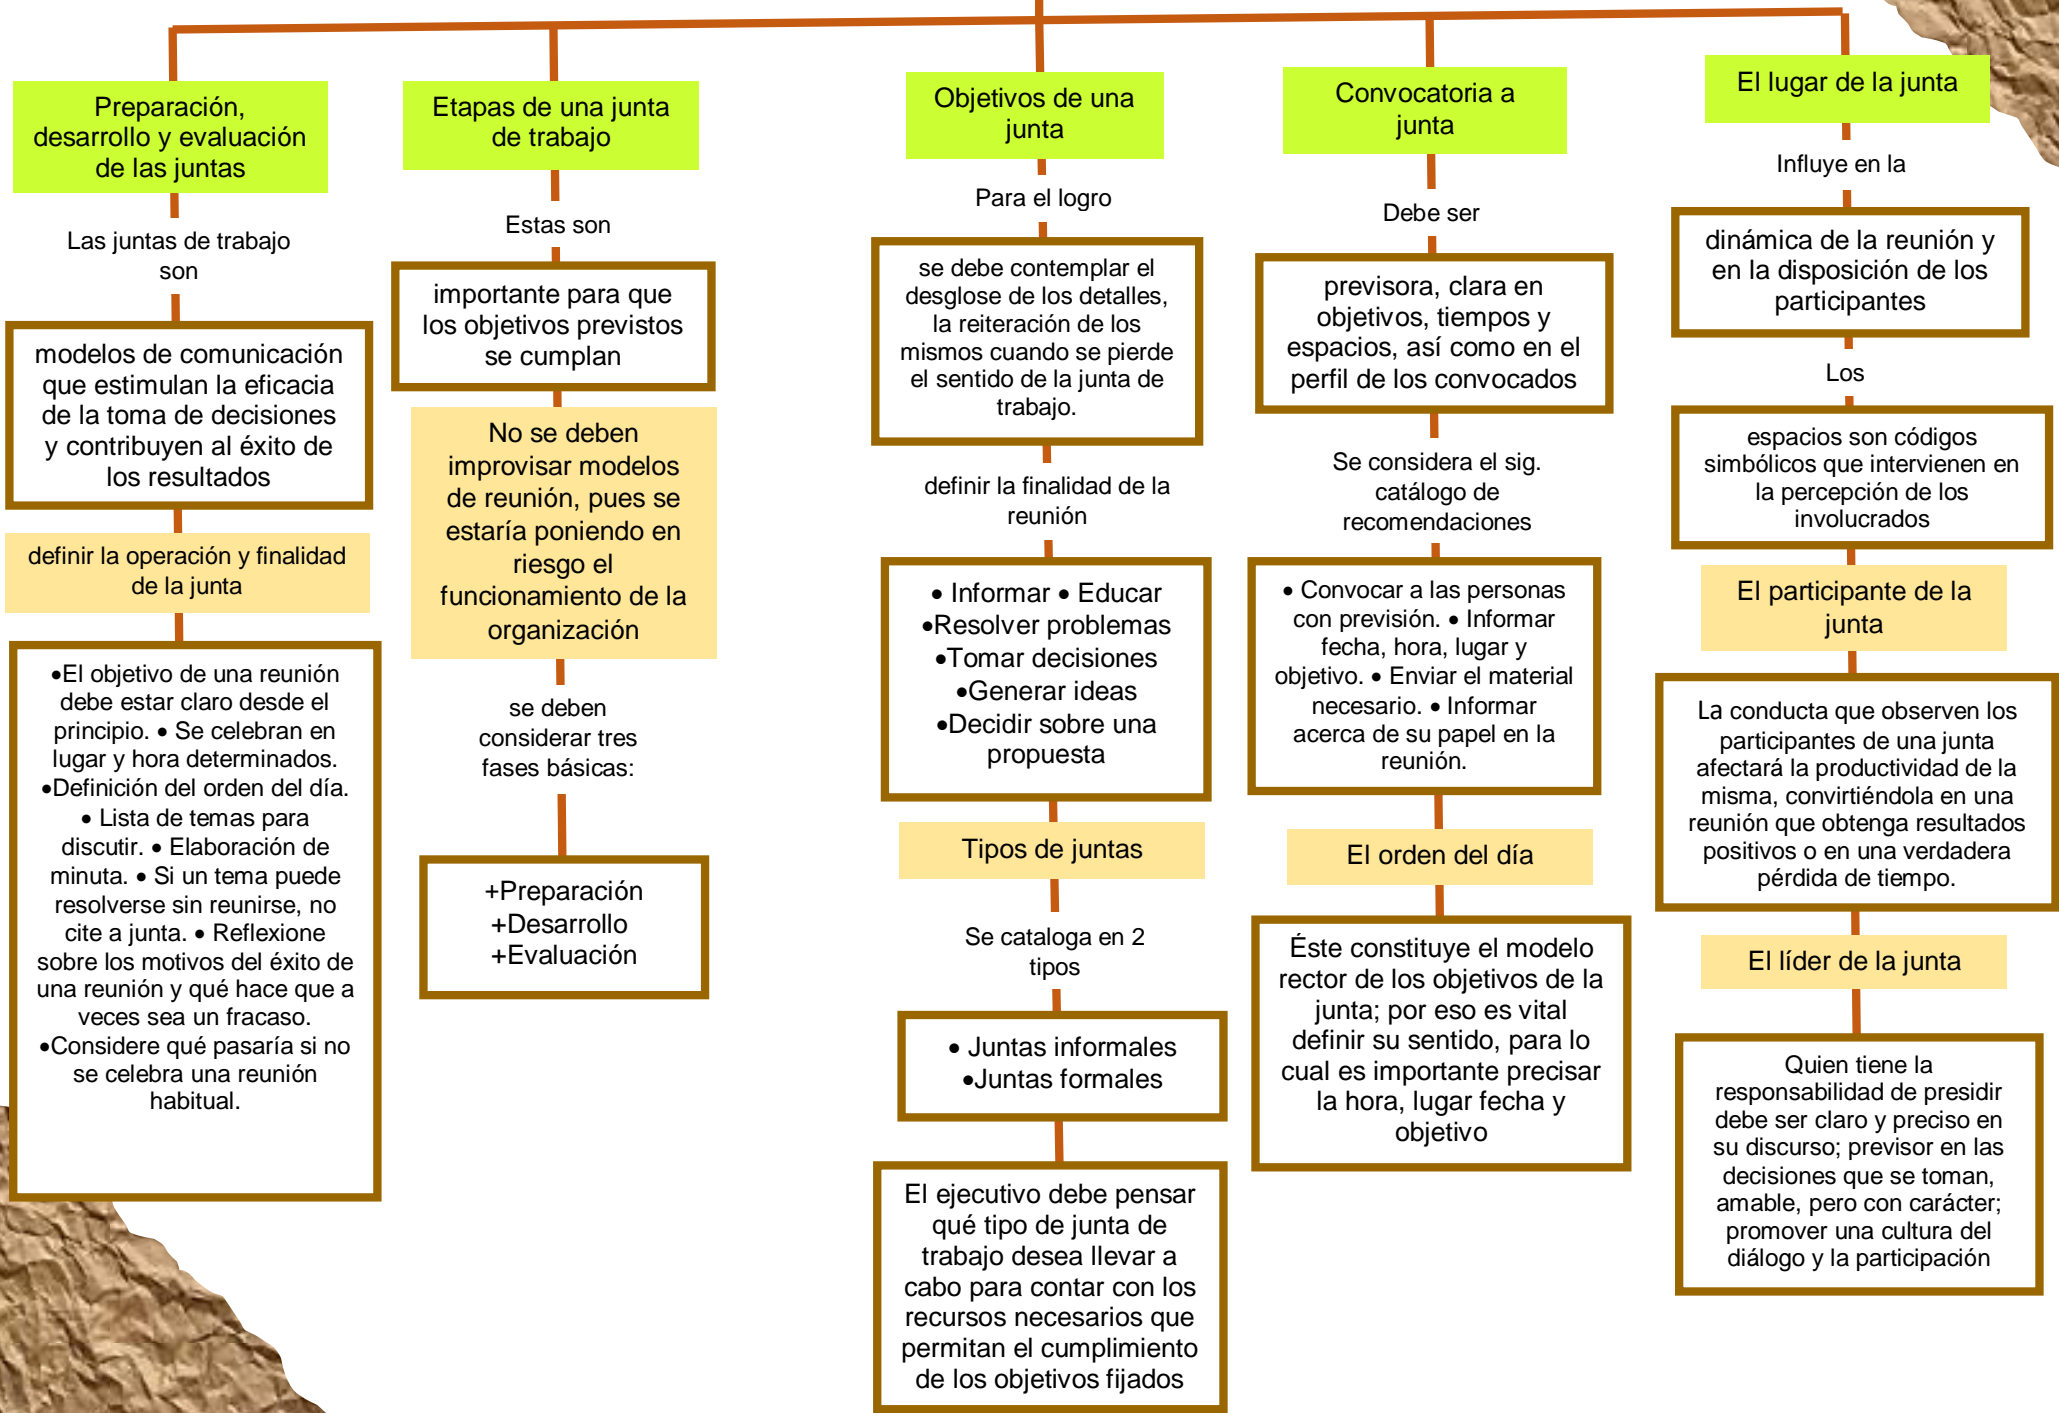 Preparación,
desarrollo y evaluación
de las juntas
Las juntas de trabajo
son
modelos de comunicación
que estimulan la eficacia
de la toma de decisiones
y contribuyen al éxito de
los resultados
definir la operación y finalidad
de la junta
•El objetivo de una reunión
debe estar claro desde el
principio. • Se celebran en
lugar y hora determinados.
•Definición del orden del día.
• Lista de temas para
discutir. • Elaboración de
minuta. • Si un tema puede
resolverse sin reunirse, no
cite a junta. • Reflexione
sobre los motivos del éxito de
una reunión y qué hace que a
veces sea un fracaso.
•Considere qué pasaría si no
se celebra una reunión
habitual.
Etapas de una junta
de trabajo
Estas son
importante para que
los objetivos previstos
se cumplan
No se deben
improvisar modelos
de reunión, pues se
estaría poniendo en
riesgo el
funcionamiento de la
organización
se deben
considerar tres
fases básicas:
+Preparación
+Desarrollo
+Evaluación
Objetivos de una
junta
Para el logro
se debe contemplar el
desglose de los detalles,
la reiteración de los
mismos cuando se pierde
el sentido de la junta de
trabajo.
definir la finalidad de la
reunión
• Informar • Educar
•Resolver problemas
•Tomar decisiones
•Generar ideas
•Decidir sobre una
propuesta
Tipos de juntas
Se cataloga en 2
tipos
• Juntas informales
•Juntas formales
El ejecutivo debe pensar
qué tipo de junta de
trabajo desea llevar a
cabo para contar con los
recursos necesarios que
permitan el cumplimiento
de los objetivos fijados
Convocatoria a
junta
Debe ser
previsora, clara en
objetivos, tiempos y
espacios, así como en el
perfil de los convocados
Se considera el sig.
catálogo de
recomendaciones
• Convocar a las personas
con previsión. • Informar
fecha, hora, lugar y
objetivo. • Enviar el material
necesario. • Informar
acerca de su papel en la
reunión.
El orden del día
Éste constituye el modelo
rector de los objetivos de la
junta; por eso es vital
definir su sentido, para lo
cual es importante precisar
la hora, lugar fecha y
objetivo
El lugar de la junta
Influye en la
dinámica de la reunión y
en la disposición de los
participantes
Los
espacios son códigos
simbólicos que intervienen en
la percepción de los
involucrados
El participante de la
junta
La conducta que observen los
participantes de una junta
afectará la productividad de la
misma, convirtiéndola en una
reunión que obtenga resultados
positivos o en una verdadera
pérdida de tiempo.
El líder de la junta
Quien tiene la
responsabilidad de presidir
debe ser claro y preciso en
su discurso; previsor en las
decisiones que se toman,
amable, pero con carácter;
promover una cultura del
diálogo y la participación